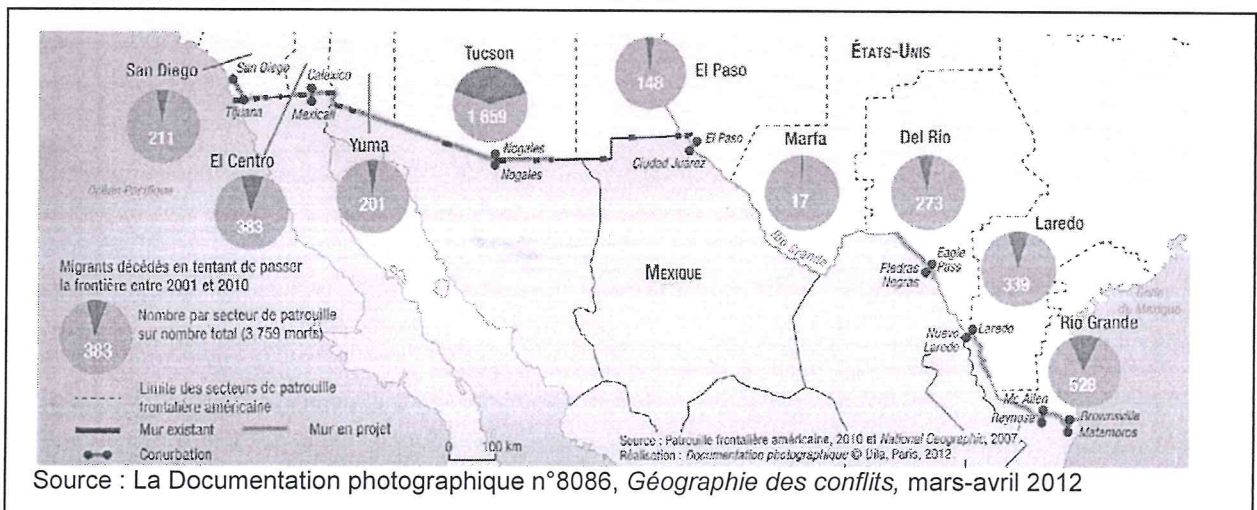 San Diego
San Diego
Tijuana
211
Océan Pacifique
El Centro
383
Calexico
Mexicali
Yuma
201
Tucson
1 659
Nogales
Nogales
148
El Paso
El Paso
Ciudad Juarez
ÉTATS-UNIS
Marfa
17
Del Rio
273
Rio Grande
MEXIQUE
Piedras
Negras
Eagle
Pass
Laredo
339
Nuevo
Laredo
Laredo
du Mexique
Rio Grande
528
Mc Allen
Reynosa
Brownsville
Matamoros
Migrants décédés en tentant de passer
la frontière entre 2001 et 2010
383
Nombre par secteur de patrouille
sur nombre total (3 759 morts)
Limite des secteurs de patrouille
frontalière américaine
Mur existant
Mur en projet
Conurbation
0 100 km
Source : Patrouille frontalière américaine, 2010 et National Geographic, 2007.
Réalisation : Documentation photographique © Dila, Paris, 2012
Source : La Documentation photographique n°8086, Géographie des conflits, mars-avril 2012